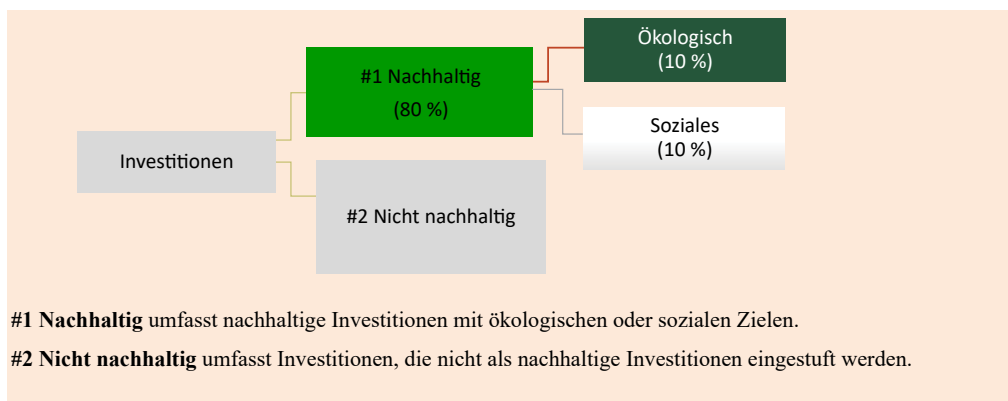 Ökologisch
(10 %)
#1 Nachhaltig
(80 %)
Soziales
(10 %)
Investitionen
#2 Nicht nachhaltig
#1 Nachhaltig umfasst nachhaltige Investitionen mit ökologischen oder sozialen Zielen.
#2 Nicht nachhaltig umfasst Investitionen, die nicht als nachhaltige Investitionen eingestuft werden.